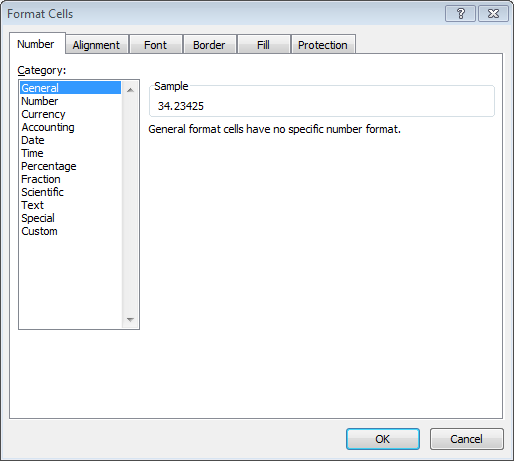 Format Cells
Number Alignment Font Border Fill Protection
Category:
General
Number
Currency
Accounting
Date
Time
Percentage
Fraction
Scientific
Text
Special
Custom
Sample
34.23425
General format cells have no specific number format.
OK Cancel